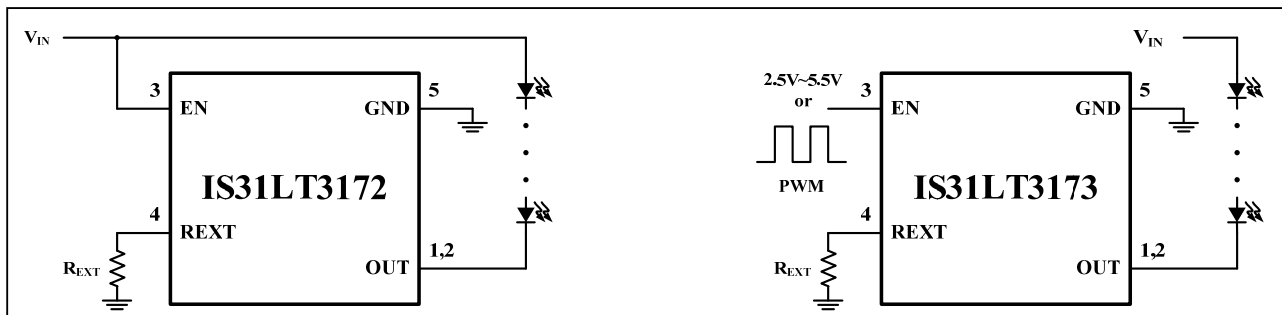 VIN
3
EN
5
GND
IS31LT3172
4
REXT
REXT
1,2
OUT
VIN
2.5V~5.5V
or
PWM
3
EN
5
GND
IS31LT3173
4
REXT
REXT
1,2
OUT